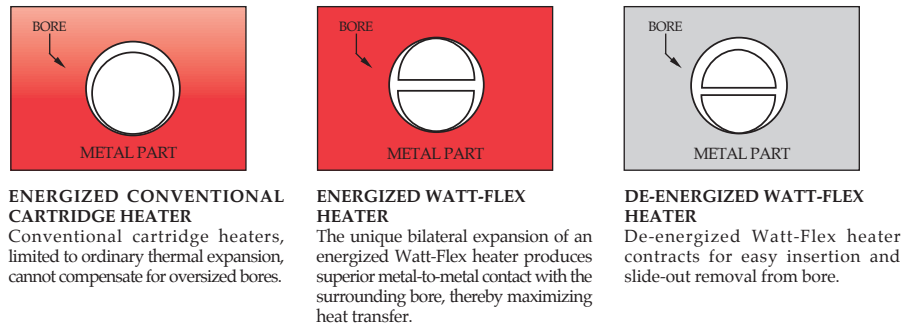 BORE
METAL PART
ENERGIZED CONVENTIONAL
CARTRIDGE HEATER
Conventional cartridge heaters,
limited to ordinary thermal expansion,
cannot compensate for oversized bores.
BORE
METAL PART
ENERGIZED WATT-FLEX
HEATER
The unique bilateral expansion of an
energized Watt-Flex heater produces
superior metal-to-metal contact with the
surrounding bore, thereby maximizing
heat transfer.
BORE
METAL PART
DE-ENERGIZED WATT-FLEX
HEATER
De-energized Watt-Flex heater
contracts for easy insertion and
slide-out removal from bore.